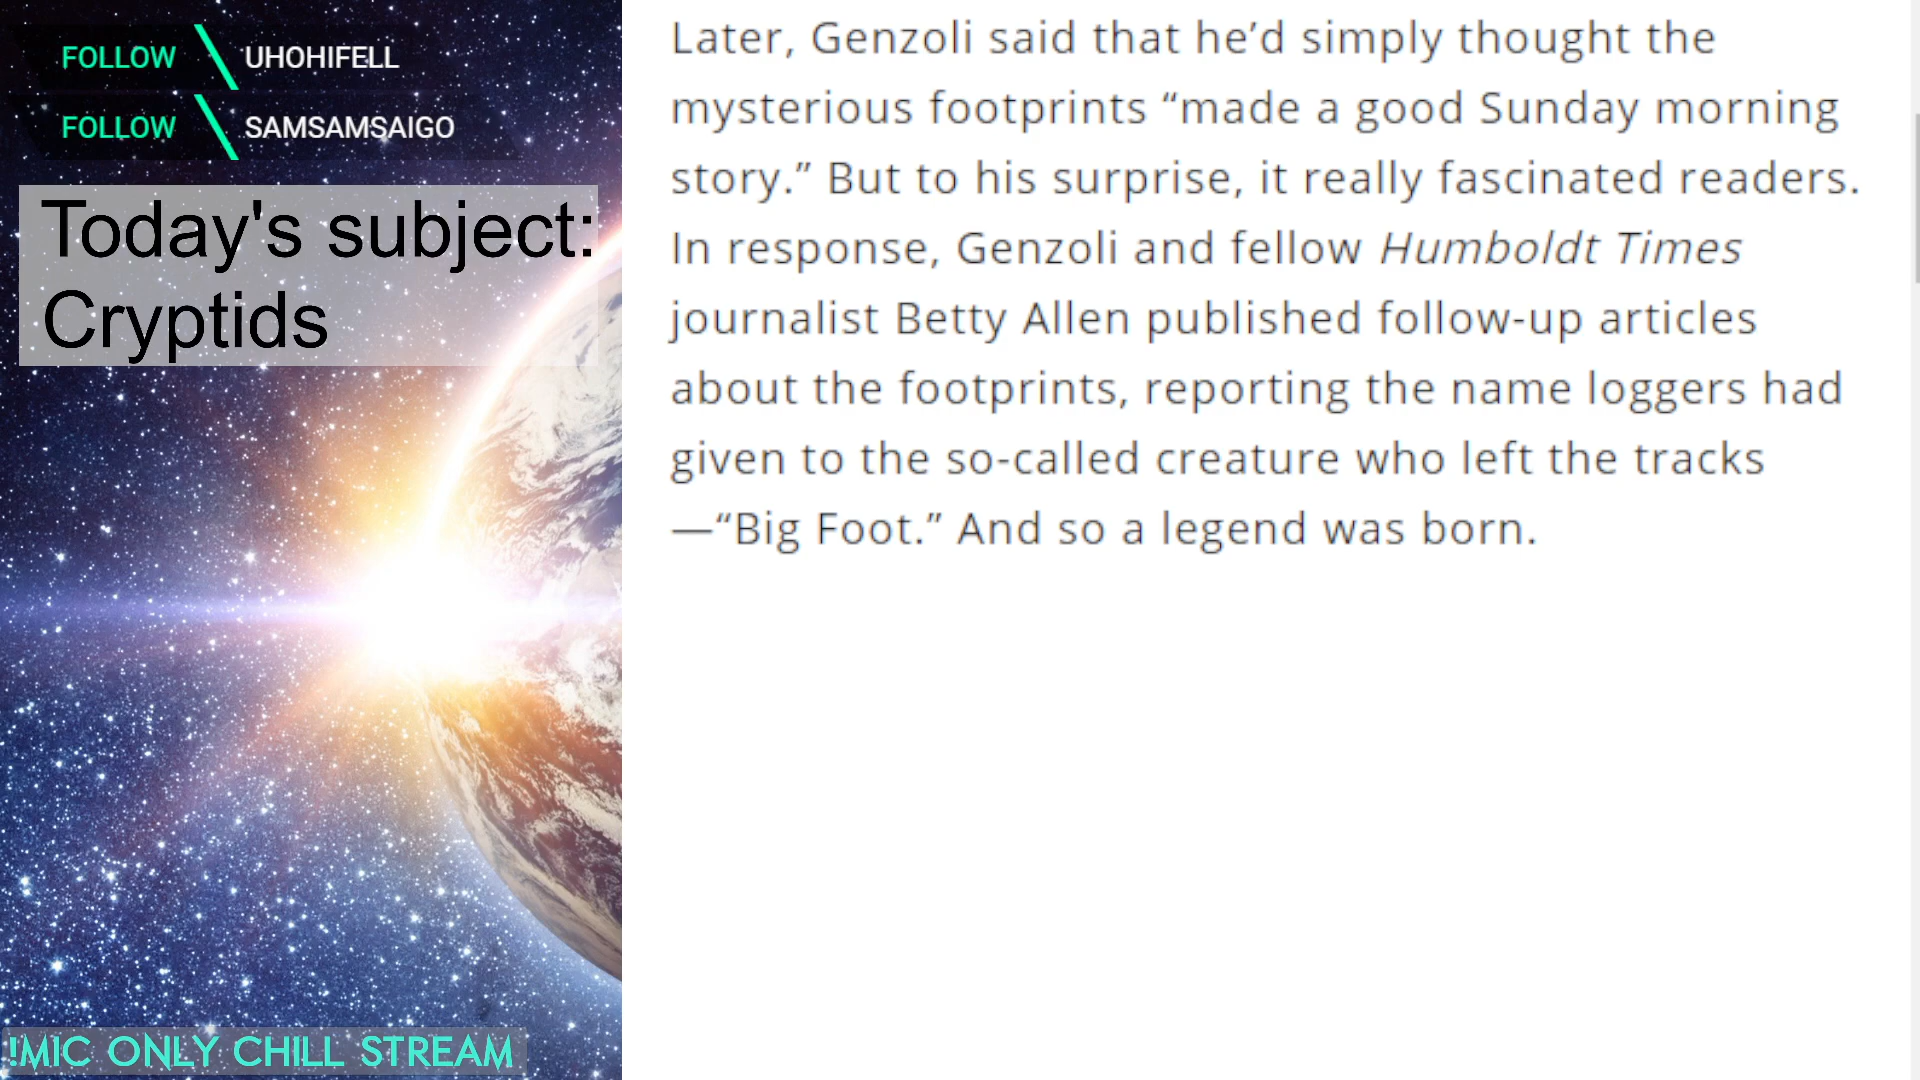 FOLLOW UHOHIFELL
FOLLOW SAMSAMSAIGO
Today's subject:
Cryptids
!MIC ONLY CHILL STREAM
Later, Genzoli said that he’d simply thought the
mysterious footprints “made a good Sunday morning
story.” But to his surprise, it really fascinated readers.
In response, Genzoli and fellow Humboldt Times
journalist Betty Allen published follow-up articles
about the footprints, reporting the name loggers had
given to the so-called creature who left the tracks
—“Big Foot.” And so a legend was born.